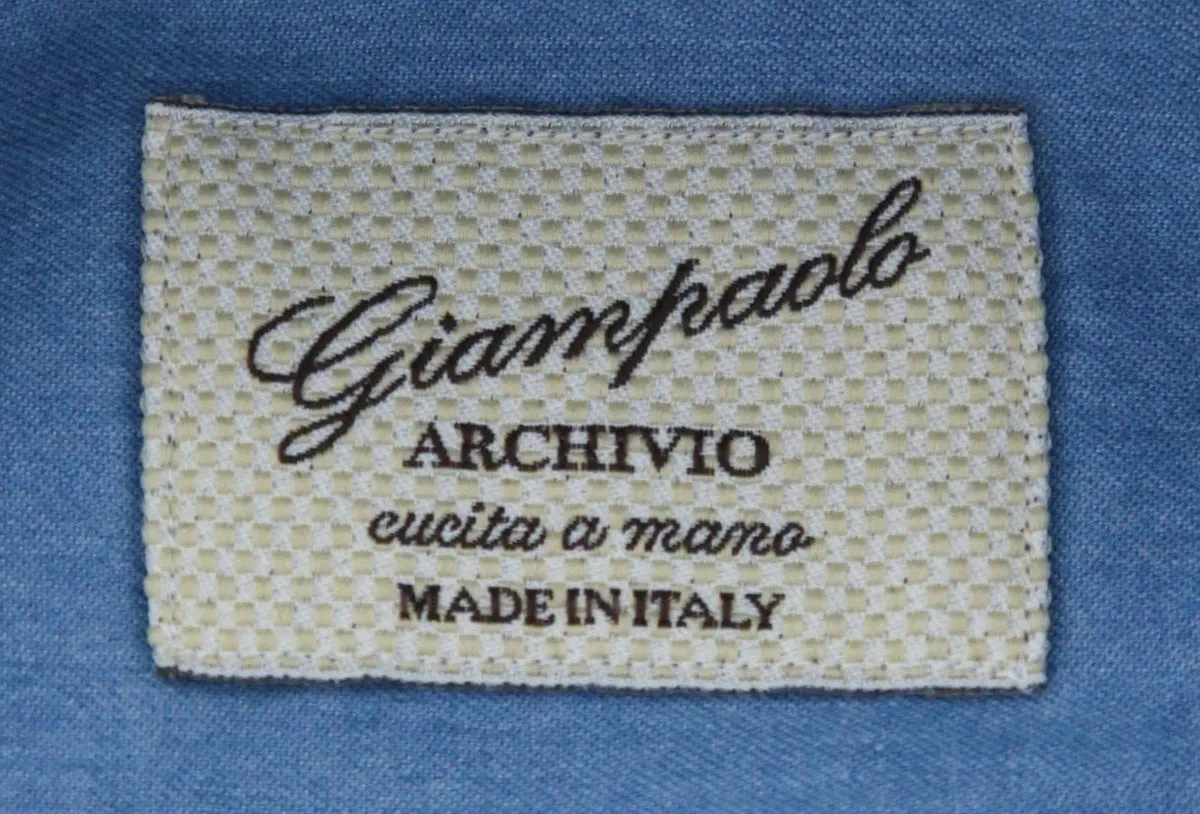 Giampaolo
ARCHIVIO
cucita a mano
MADE IN ITALY